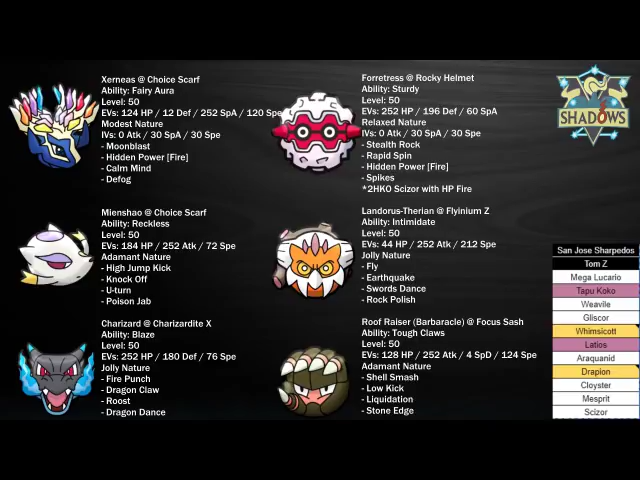 Xerneas @ Choice Scarf
Ability: Fairy Aura
Level: 50
EVs: 124 HP / 12 Def / 252 SpA / 120 Spe
Modest Nature
IVs: 0 Atk / 30 SpA / 30 Spe
- Moonblast
- Hidden Power [Fire]
- Calm Mind
- Defog
Forretress @ Rocky Helmet
Ability: Sturdy
Level: 50
EVs: 252 HP / 196 Def / 60 SpA
Relaxed Nature
IVs: 0 Atk / 30 SpA / 30 Spe
- Stealth Rock
- Rapid Spin
- Hidden Power [Fire]
- Spikes
*2HKO Scizor with HP Fire
SHADOWS
Mienshao @ Choice Scarf
Ability: Reckless
Level: 50
EVs: 184 HP / 252 Atk / 72 Spe
Adamant Nature
- High Jump Kick
- Knock Off
- U-turn
- Poison Jab
Landorus-Therian @ Flyinium Z
Ability: Intimidate
Level: 50
EVs: 44 HP / 252 Atk / 212 Spe
Jolly Nature
- Fly
- Earthquake
- Swords Dance
- Rock Polish
Charizard @ Charizardite X
Ability: Blaze
Level: 50
EVs: 252 HP / 180 Def / 76 Spe
Jolly Nature
- Fire Punch
- Dragon Claw
- Roost
- Dragon Dance
Roof Raiser (Barbaracle) @ Focus Sash
Ability: Tough Claws
Level: 50
EVs: 128 HP / 252 Atk / 4 SpD / 124 Spe
Adamant Nature
- Shell Smash
- Low Kick
- Liquidation
- Stone Edge
San Jose Sharpedos
Tom Z
Mega Lucario
Tapu Koko
Weavile
Gliscor
Whimsicott
Latios
Araquanid
Drapion
Cloyster
Mesprit
Scizor